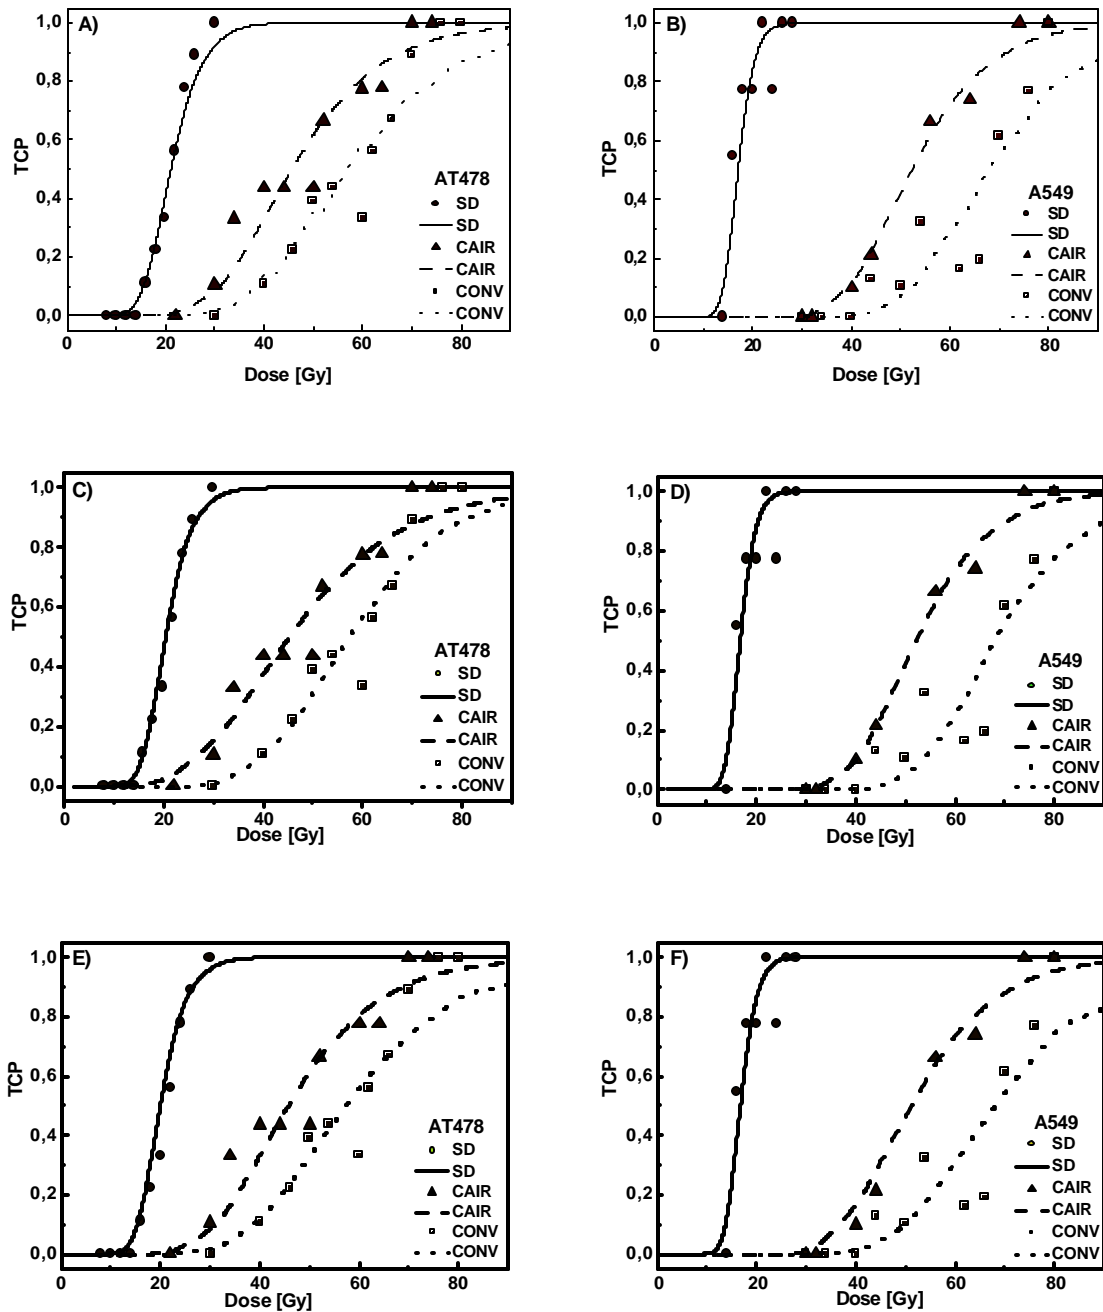 A)
1,0
0,8
0,6
0,4
0,2
0,0
TCP
AT478
SD
SD
CAIR
CAIR
CONV
CONV
0 20 40 60 80
Dose [Gy]
B)
1,0
0,8
0,6
0,4
0,2
0,0
TCP
A549
SD
SD
CAIR
CAIR
CONV
CONV
0 20 40 60 80
Dose [Gy]
C)
1,0
0,8
0,6
0,4
0,2
0,0
TCP
AT478
SD
SD
CAIR
CAIR
CONV
CONV
0 20 40 60 80
Dose [Gy]
D)
1,0
0,8
0,6
0,4
0,2
0,0
TCP
A549
SD
SD
CAIR
CAIR
CONV
CONV
0 20 40 60 80
Dose [Gy]
E)
1,0
0,8
0,6
0,4
0,2
0,0
TCP
AT478
SD
SD
CAIR
CAIR
CONV
CONV
0 20 40 60 80
Dose [Gy]
F)
1,0
0,8
0,6
0,4
0,2
0,0
TCP
A549
SD
SD
CAIR
CAIR
CONV
CONV
0 20 40 60 80
Dose [Gy]